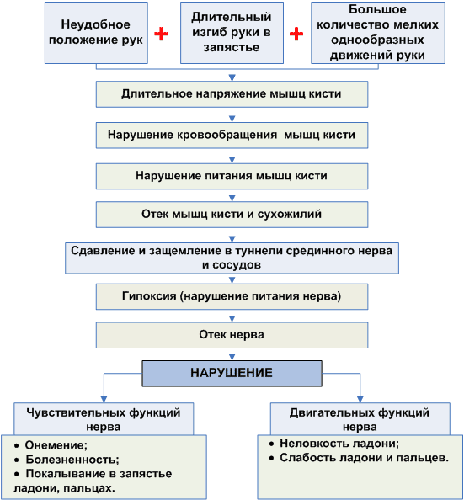 Неудобное
положение рук
+
Длительный
изгиб руки в
запястье
+
Большое
количество мелких
однообразных
движений руки
Длительное напряжение мышц кисти
Нарушение кровообращения мышц кисти
Нарушение питания мышц кисти
Отек мышц кисти и сухожилий
Сдавление и защемление в туннели срединного нерва
и сосудов
Гипоксия (нарушение питания нерва)
Отек нерва
НАРУШЕНИЕ
Чувствительных функций
нерва
● Онемение;
● Болезненность;
● Покалывание в запястье
ладони, пальцах.
Двигательных функций
нерва
● Неловкость ладони;
● Слабость ладони и пальцев.